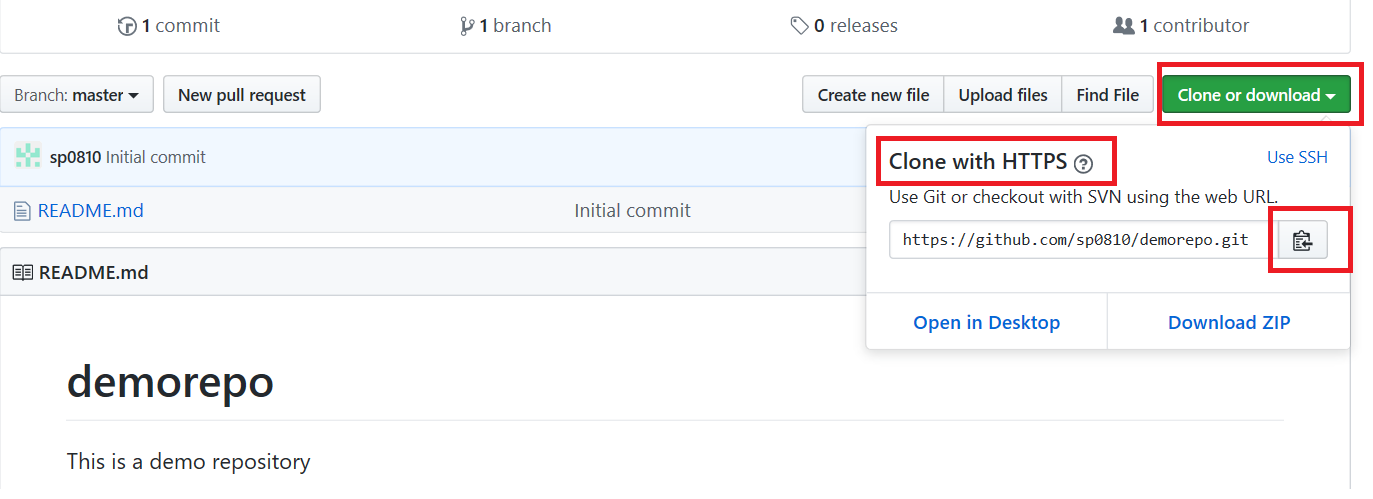 1 commit 1 branch 0 releases 1 contributor
Branch: master New pull request Create new file Upload files Find File Clone or download
sp0810 Initial commit
Clone with HTTPS ?
Use SSH
Use Git or checkout with SVN using the web URL.
https://github.com/sp0810/demorepo.git
Open in Desktop Download ZIP
README.md Initial commit
README.md
demorepo
This is a demo repository